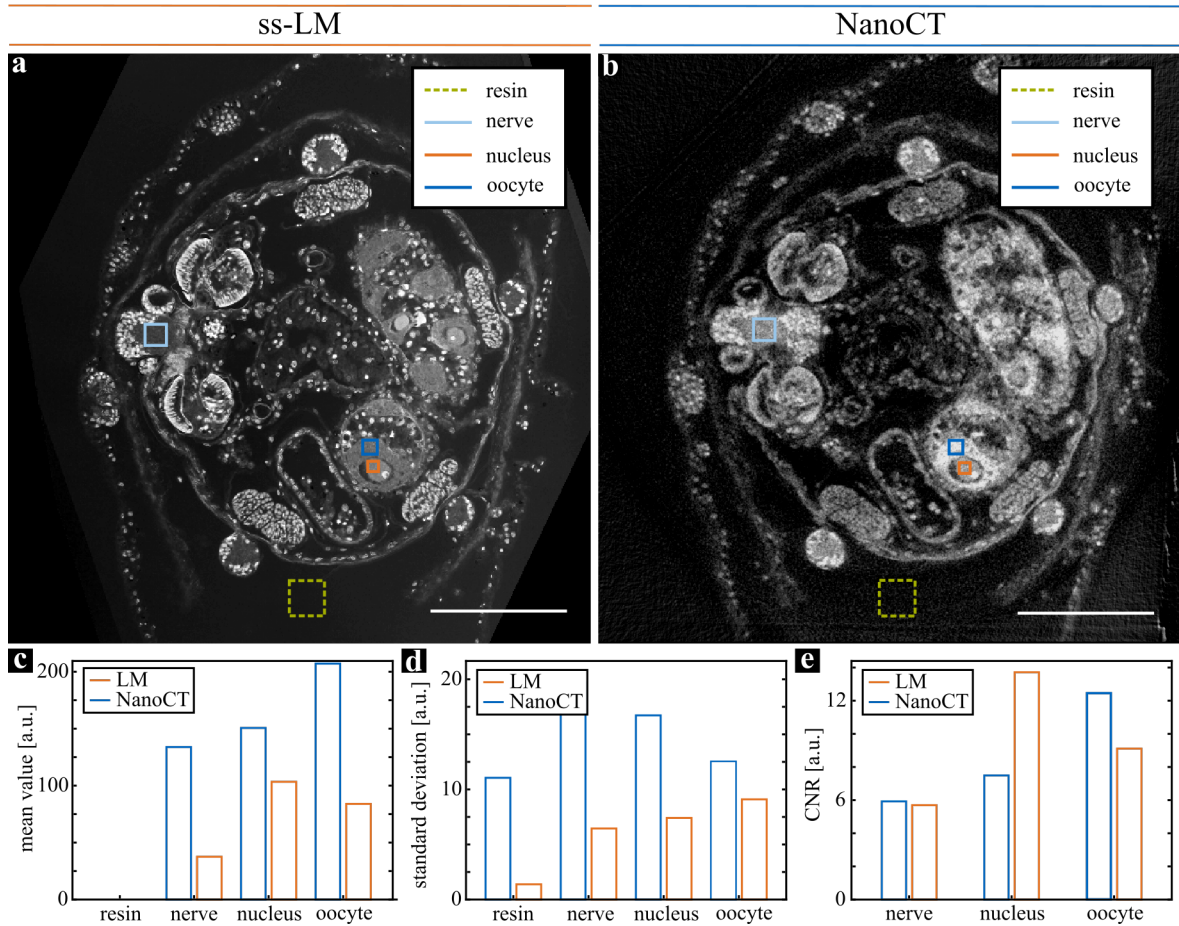 ss-LM
NanoCT
a
resin
nerve
nucleus
oocyte
b
resin
nerve
nucleus
oocyte
c
LM
NanoCT
mean value [a.u.]
200
100
0
resin nerve nucleus oocyte
d
LM
NanoCT
standard deviation [a.u.]
20
10
0
resin nerve nucleus oocyte
e
LM
NanoCT
CNR [a.u.]
12
6
0
nerve nucleus oocyte